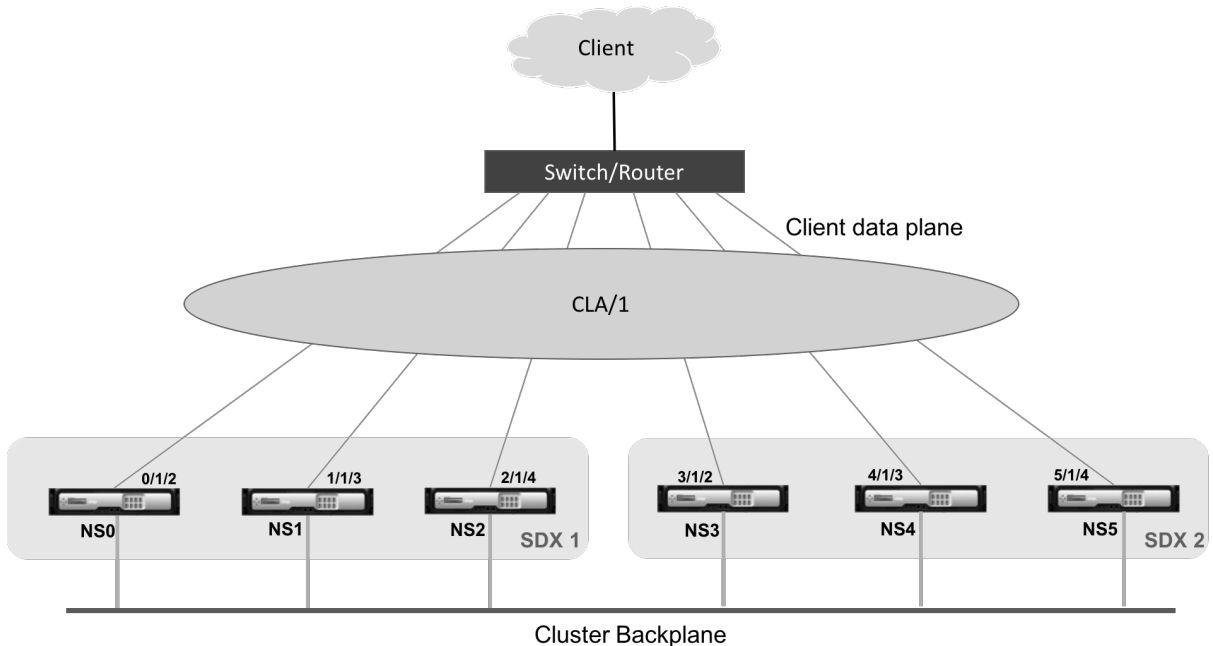 Client
Switch/Router
Client data plane
CLA/1
0/1/2
1/1/3
2/1/4
3/1/2
4/1/3
5/1/4
NS0
NS1
NS2
SDX 1
NS3
NS4
NS5
SDX 2
Cluster Backplane